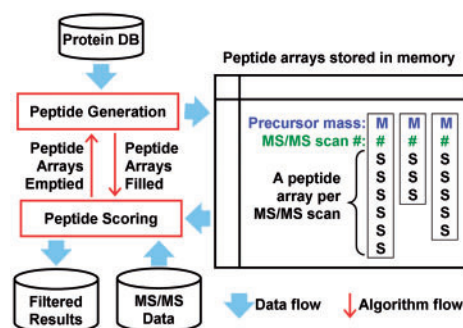 Protein DB
Peptide Generation
Peptide
Arrays
Emptied
Peptide
Arrays
Filled
Peptide Scoring
Filtered
Results
MS/MS
Data
Peptide arrays stored in memory
Precursor mass: M M M
MS/MS scan #: # # #
S S S
S S S
S S S
S S
S S
S
A peptide
array per
MS/MS scan
Data flow
Algorithm flow